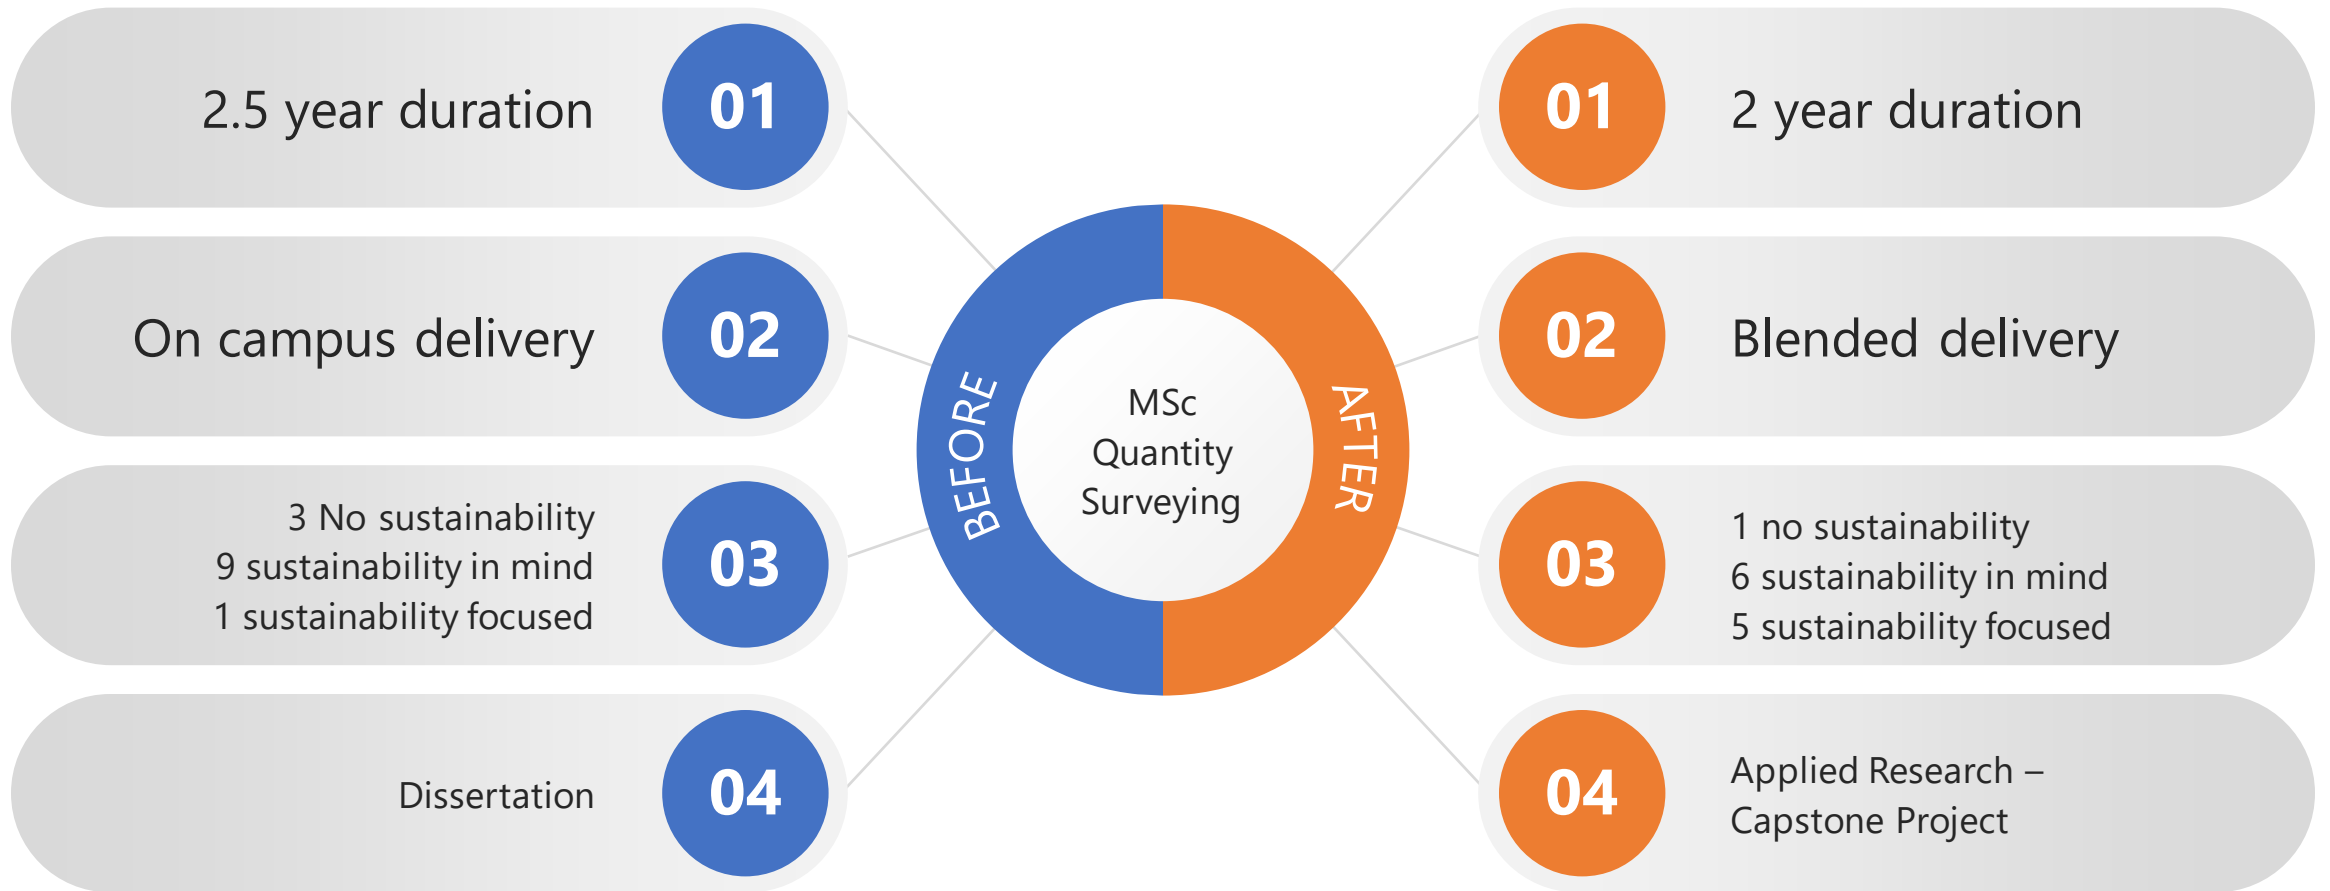 01
2.5 year duration
02
On campus delivery
03
3 No sustainability
9 sustainability in mind
1 sustainability focused
04
Dissertation
BEFORE
MSc
Quantity
Surveying
AFTER
01
2 year duration
02
Blended delivery
03
1 no sustainability
6 sustainability in mind
5 sustainability focused
04
Applied Research –
Capstone Project